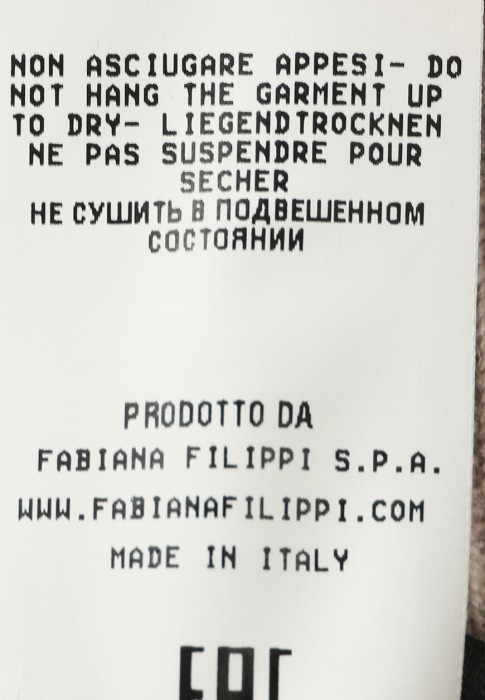 NON ASCIUGARE APPESI- DO
NOT HANG THE GARMENT UP
TO DRY- LIEGENDTROCKNEN
NE PAS SUSPENDRE POUR
SECHER
НЕ СУШИТЬ В ПОДВЕШЕННОМ
СОСТОЯНИИ
PRODOTTO DA
FABIANA FILIPPI S.P.A.
WWW.FABIANAFILIPPI.COM
MADE IN ITALY
EAC